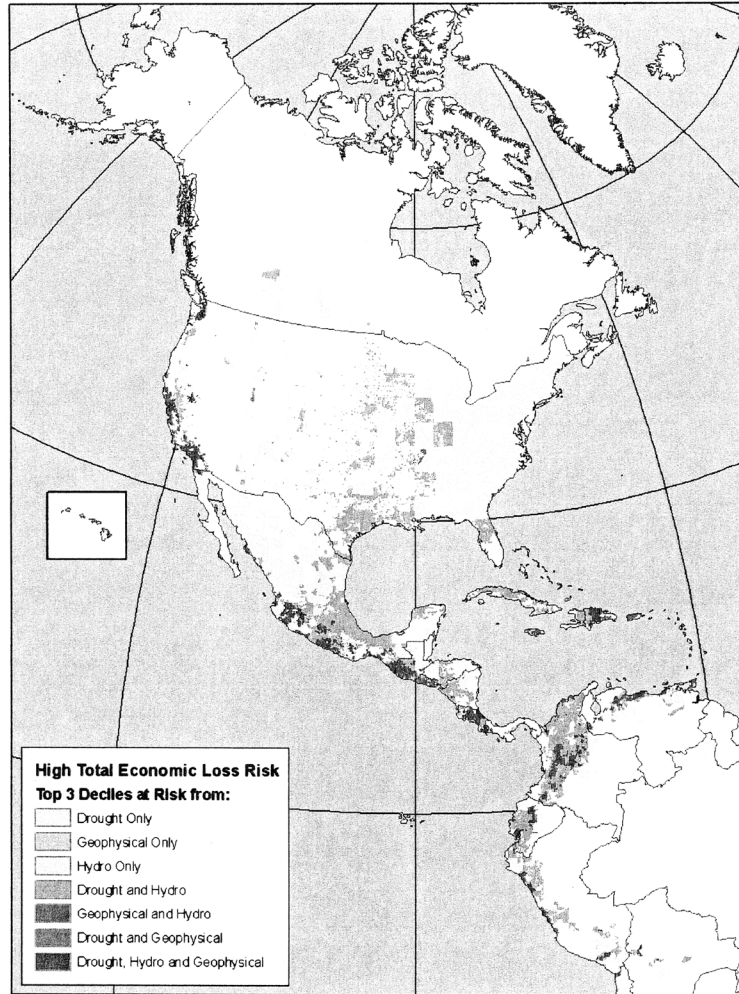 High Total Economic Loss Risk
Top 3 Deciles at Risk from:
Drought Only
Geophysical Only
Hydro Only
Drought and Hydro
Geophysical and Hydro
Drought and Geophysical
Drought, Hydro and Geophysical